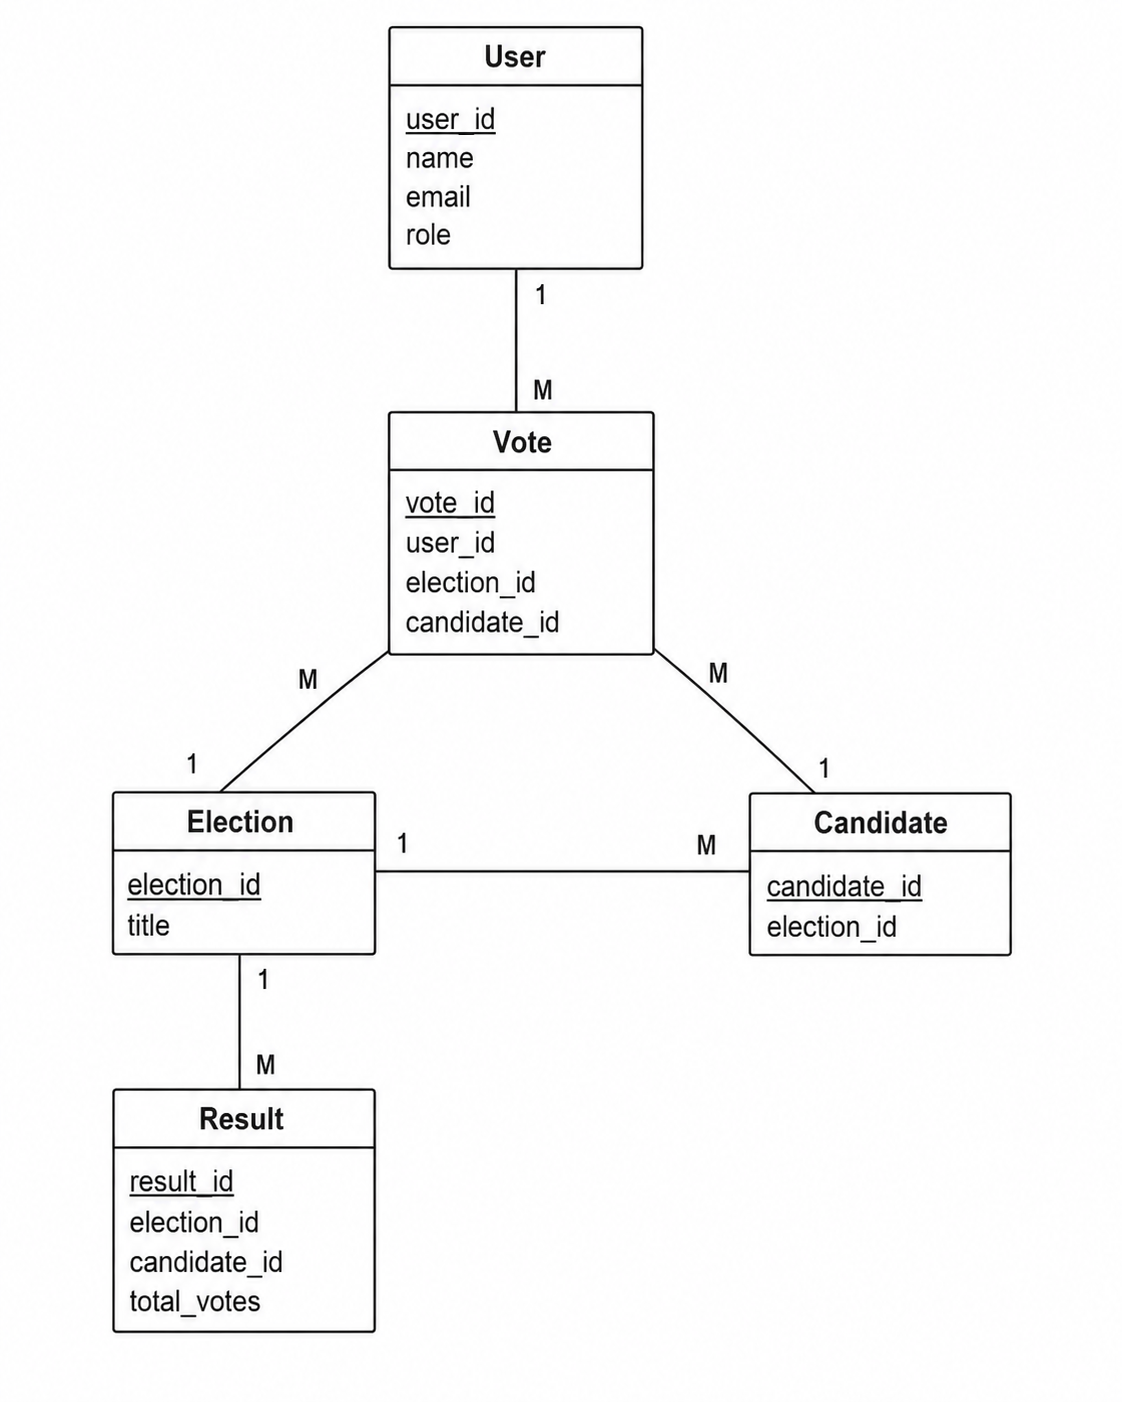 User
user_id
name
email
role
1
M
Vote
vote_id
user_id
election_id
candidate_id
M
M
1
1
Election
election_id
title
1
M
Candidate
candidate_id
election_id
1
M
Result
result_id
election_id
candidate_id
total_votes